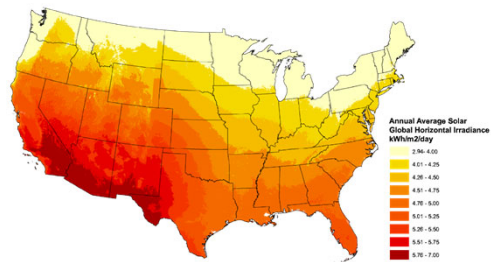 Annual Average Solar
Global Horizontal Irradiance
kWh/m2/day
2.94- 4.00
4.01 - 4.25
4.26 - 4.50
4.51 - 4.75
4.76 - 5.00
5.01 - 5.25
5.26 - 5.50
5.51 - 5.75
5.76 - 7.00